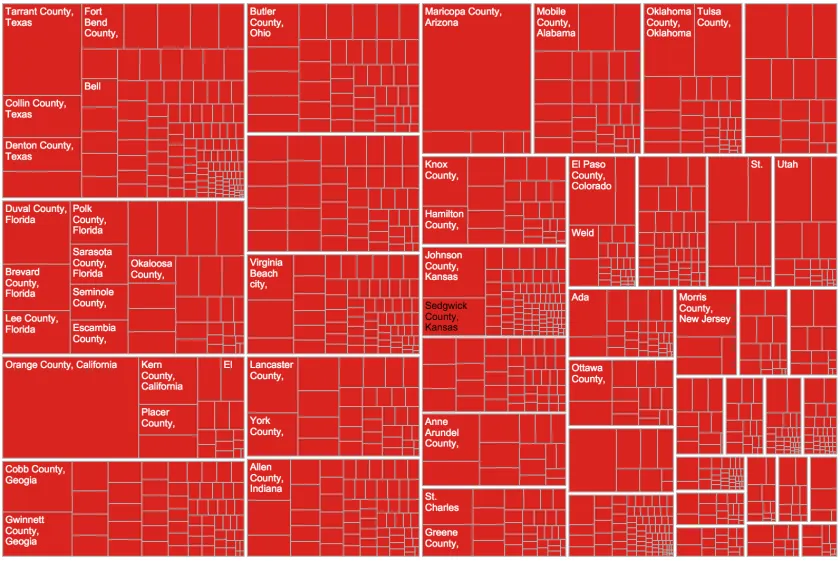 Tarrant County,
Texas
Fort
Bend
County,
Bell
Collin County,
Texas
Denton County,
Texas
Butler
County,
Ohio
Maricopa County,
Arizona
Mobile
County,
Alabama
Oklahoma
County,
Oklahoma
Tulsa
County,
Knox
County,
Hamilton
County,
El Paso
County,
Colorado
Weld
St.
Utah
Duval County,
Florida
Polk
County,
Florida
Brevard
County,
Florida
Sarasota
County,
Florida
Okaloosa
County,
Lee County,
Florida
Seminole
County,
Escambia
County,
Virginia
Beach
city,
Johnson
County,
Kansas
Sedgwick
County,
Kansas
Ada
Morris
County,
New Jersey
Orange County, California
Kern
County,
California
El
Placer
County,
Lancaster
County,
York
County,
Ottawa
County,
Anne
Arundel
County,
Cobb County,
Geogia
Gwinnett
County,
Geogia
Allen
County,
Indiana
St.
Charles
Greene
County,